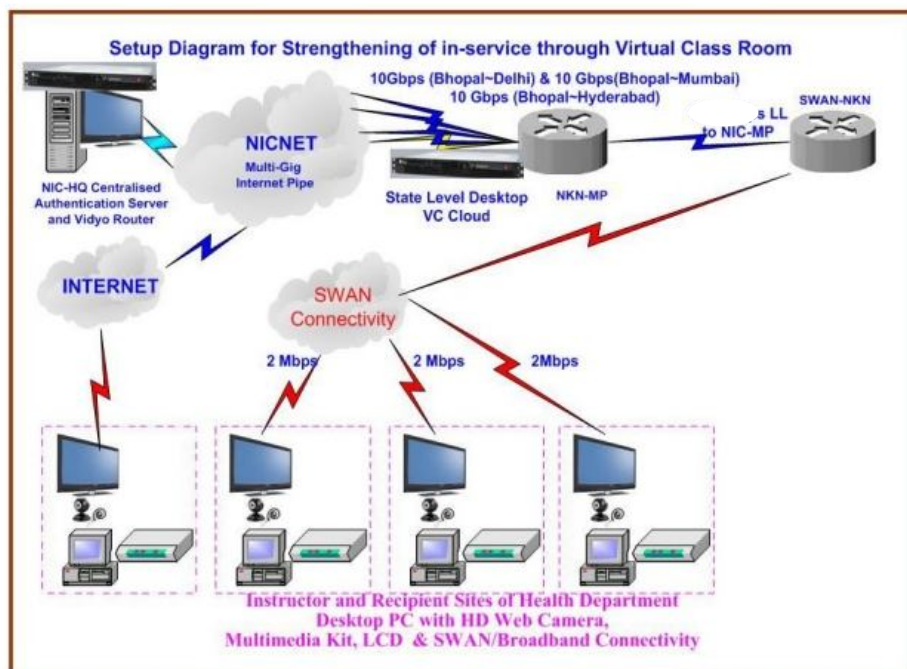 Setup Diagram for Strengthening of in-service through Virtual Class Room
10Gbps (Bhopal~Delhi) & 10 Gbps(Bhopal~Mumbai)
10 Gbps (Bhopal~Hyderabad)
SWAN-NKN
s LL
to NIC-MP
NICNET
Multi-Gig
Internet Pipe
NIC-HQ Centralised
Authentication Server
and Vidyo Router
State Level Desktop
VC Cloud
NKN-MP
INTERNET
SWAN
Connectivity
2 Mbps
2 Mbps
2Mbps
Instructor and Recipient Sites of Health Department
Desktop PC with HD Web Camera,
Multimedia Kit, LCD & SWAN/Broadband Connectivity